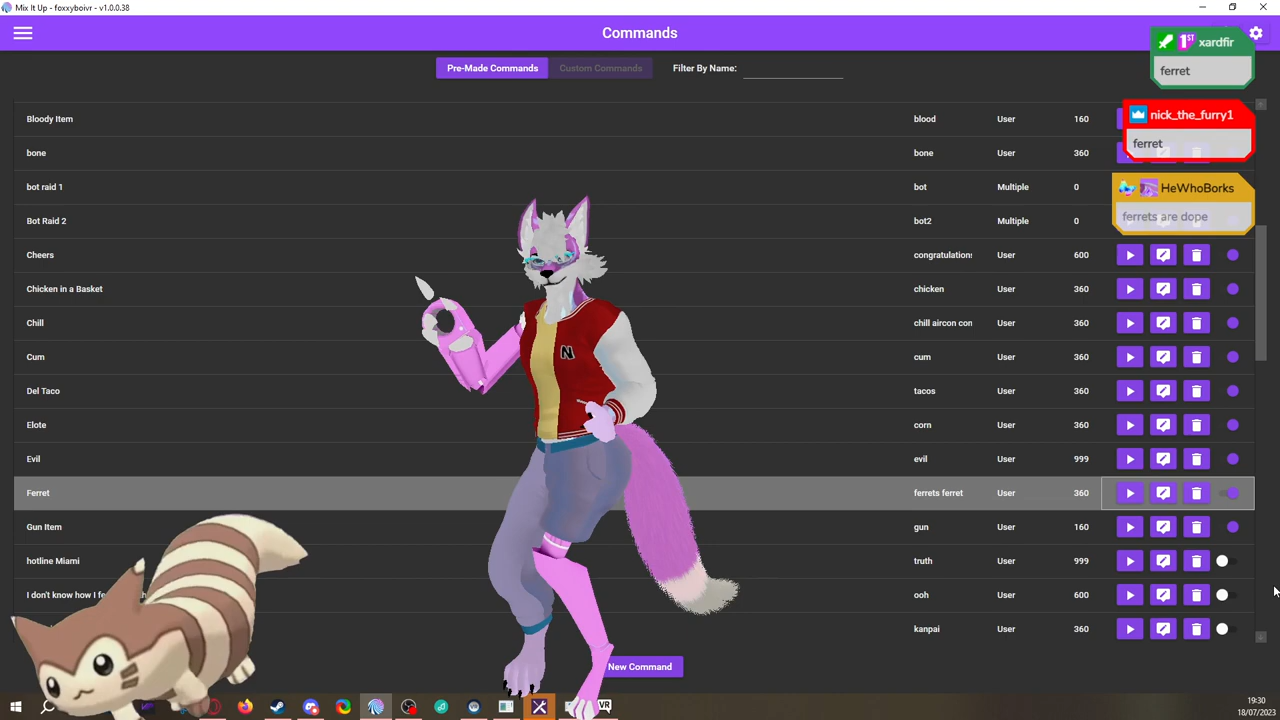 Mix It Up - foxxyboivr - v1.0.0.38
Commands
Pre-Made Commands Custom Commands Filter By Name:
xardfir
ferret
nick_the_furry1
ferret
HeWhoBorks
ferrets are dope
Bloody Item blood User 160
bone bone User 360
bot raid 1 bot Multiple 0
Bot Raid 2 bot2 Multiple 0
Cheers congratulation: User 600
Chicken in a Basket chicken User 360
Chill chill aircon con User 360
Cum cum User 360
Del Taco tacos User 360
Elote corn User 360
Evil evil User 999
Ferret ferrets ferret User 360
Gun Item gun User 160
hotline Miami truth User 999
I don't know how I fe ooh User 600
kanpai User 360
New Command
N
1ST
VR
19:30
18/07/2023